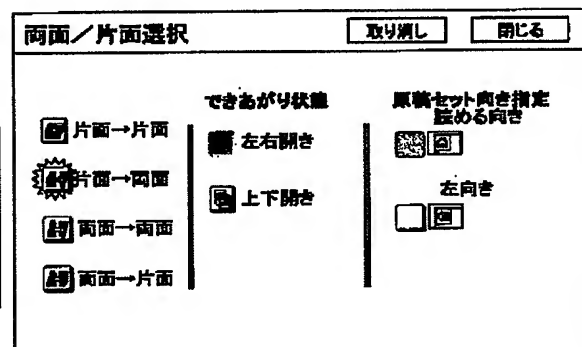 両面/片面選択
取り消し
閉じる
片面→片面
片面→両面
両面→両面
両面→片面
できあがり状態
左右開き
上下開き
原稿セット向き指定
読める向き
左向き